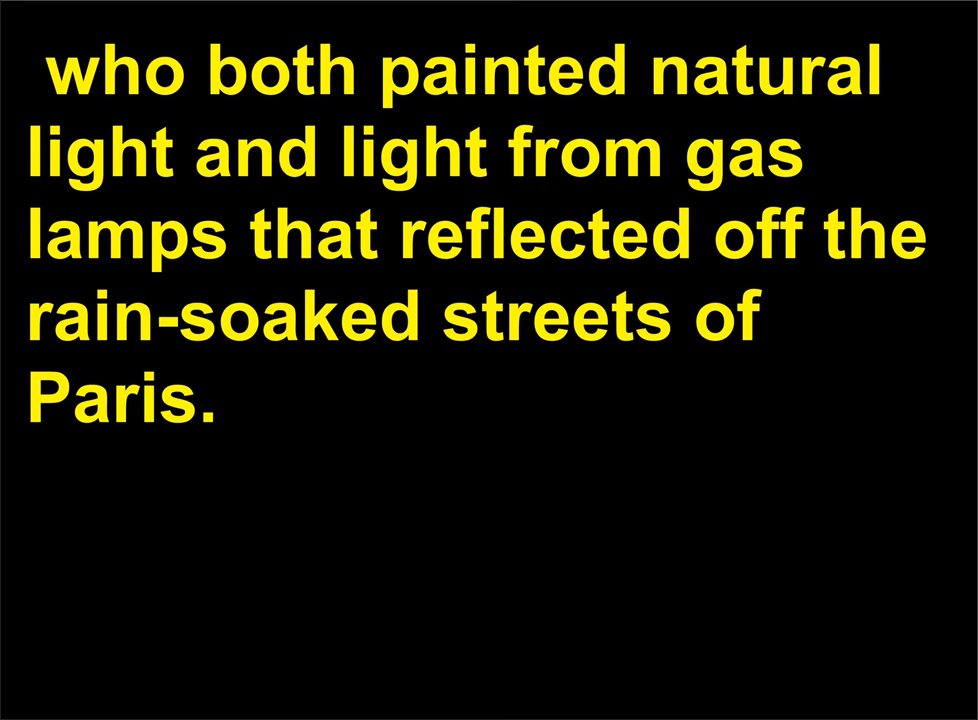 who both painted natural
light and light from gas
lamps that reflected off the
rain-soaked streets of
Paris.